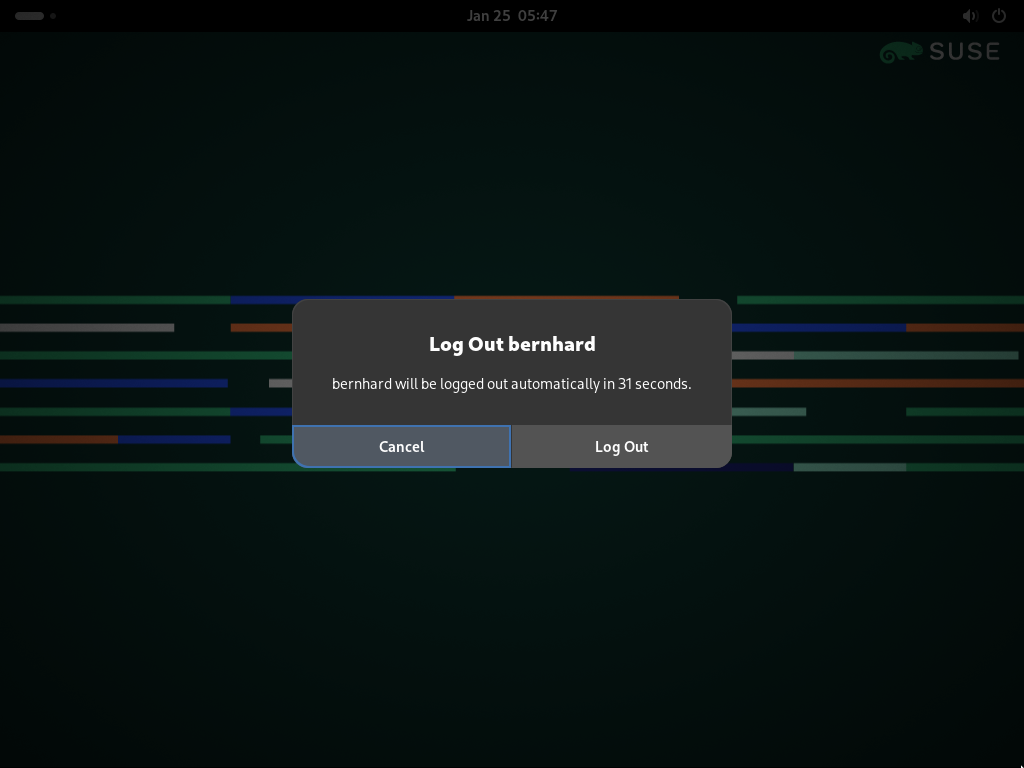 Jan 25 05:47
SUSE
Log Out bernhard
bernhard will be logged out automatically in 31 seconds.
Cancel
Log Out